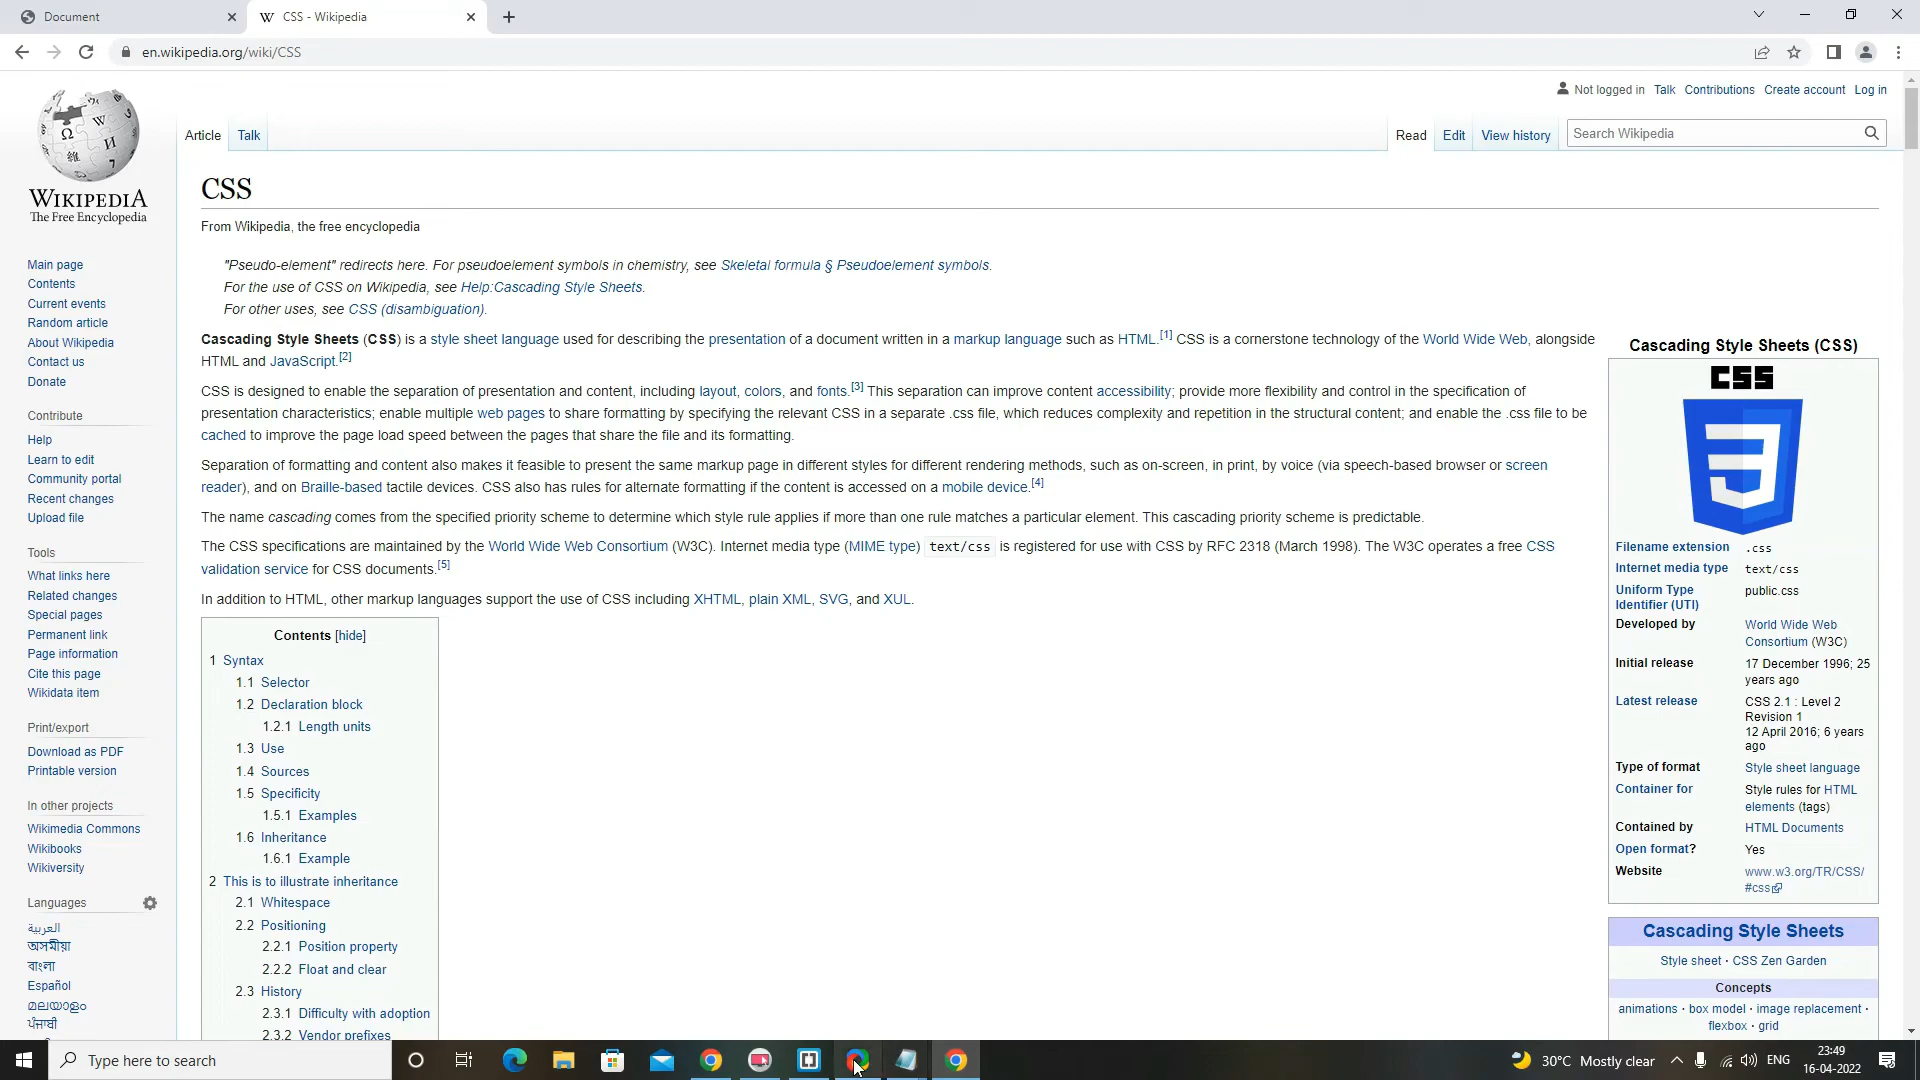 Document
CSS - Wikipedia
en.wikipedia.org/wiki/CSS
Not logged in Talk Contributions Create account Log in
Article Talk Read Edit View history Search Wikipedia
WIKIPEDIA
The Free Encyclopedia
Main page
Contents
Current events
Random article
About Wikipedia
Contact us
Donate
Contribute
Help
Learn to edit
Community portal
Recent changes
Upload file
Tools
What links here
Related changes
Special pages
Permanent link
Page information
Cite this page
Wikidata item
Print/export
Download as PDF
Printable version
In other projects
Wikimedia Commons
Wikibooks
Wikiversity
Languages
العربية
অসমীয়া
বাংলা
Español
മലയാളം
ਪੰਜਾਬੀ
CSS
From Wikipedia, the free encyclopedia
"Pseudo-element" redirects here. For pseudoelement symbols in chemistry, see Skeletal formula § Pseudoelement symbols.
For the use of CSS on Wikipedia, see Help:Cascading Style Sheets.
For other uses, see CSS (disambiguation).
Cascading Style Sheets (CSS) is a style sheet language used for describing the presentation of a document written in a markup language such as HTML.[1] CSS is a cornerstone technology of the World Wide Web, alongside
HTML and JavaScript.[2]
CSS is designed to enable the separation of presentation and content, including layout, colors, and fonts.[3] This separation can improve content accessibility; provide more flexibility and control in the specification of
presentation characteristics; enable multiple web pages to share formatting by specifying the relevant CSS in a separate .css file, which reduces complexity and repetition in the structural content; and enable the .css file to be
cached to improve the page load speed between the pages that share the file and its formatting.
Separation of formatting and content also makes it feasible to present the same markup page in different styles for different rendering methods, such as on-screen, in print, by voice (via speech-based browser or screen
reader), and on Braille-based tactile devices. CSS also has rules for alternate formatting if the content is accessed on a mobile device.[4]
The name cascading comes from the specified priority scheme to determine which style rule applies if more than one rule matches a particular element. This cascading priority scheme is predictable.
The CSS specifications are maintained by the World Wide Web Consortium (W3C). Internet media type (MIME type) text/css is registered for use with CSS by RFC 2318 (March 1998). The W3C operates a free CSS
validation service for CSS documents.[5]
In addition to HTML, other markup languages support the use of CSS including XHTML, plain XML, SVG, and XUL.
Contents [hide]
1 Syntax
1.1 Selector
1.2 Declaration block
1.2.1 Length units
1.3 Use
1.4 Sources
1.5 Specificity
1.5.1 Examples
1.6 Inheritance
1.6.1 Example
2 This is to illustrate inheritance
2.1 Whitespace
2.2 Positioning
2.2.1 Position property
2.2.2 Float and clear
2.3 History
2.3.1 Difficulty with adoption
2.3.2 Vendor prefixes
Cascading Style Sheets (CSS)
CSS
3
Filename extension .css
Internet media type text/css
Uniform Type public.css
Identifier (UTI)
Developed by World Wide Web
Consortium (W3C)
Initial release 17 December 1996; 25
years ago
Latest release CSS 2.1 : Level 2
Revision 1
12 April 2016; 6 years
ago
Type of format Style sheet language
Container for Style rules for HTML
elements (tags)
Contained by HTML Documents
Open format? Yes
Website www.w3.org/TR/CSS/
#css
Cascading Style Sheets
Style sheet · CSS Zen Garden
Concepts
animations · box model · image replacement ·
flexbox · grid
Type here to search
30°C Mostly clear
ENG
23:49
16-04-2022